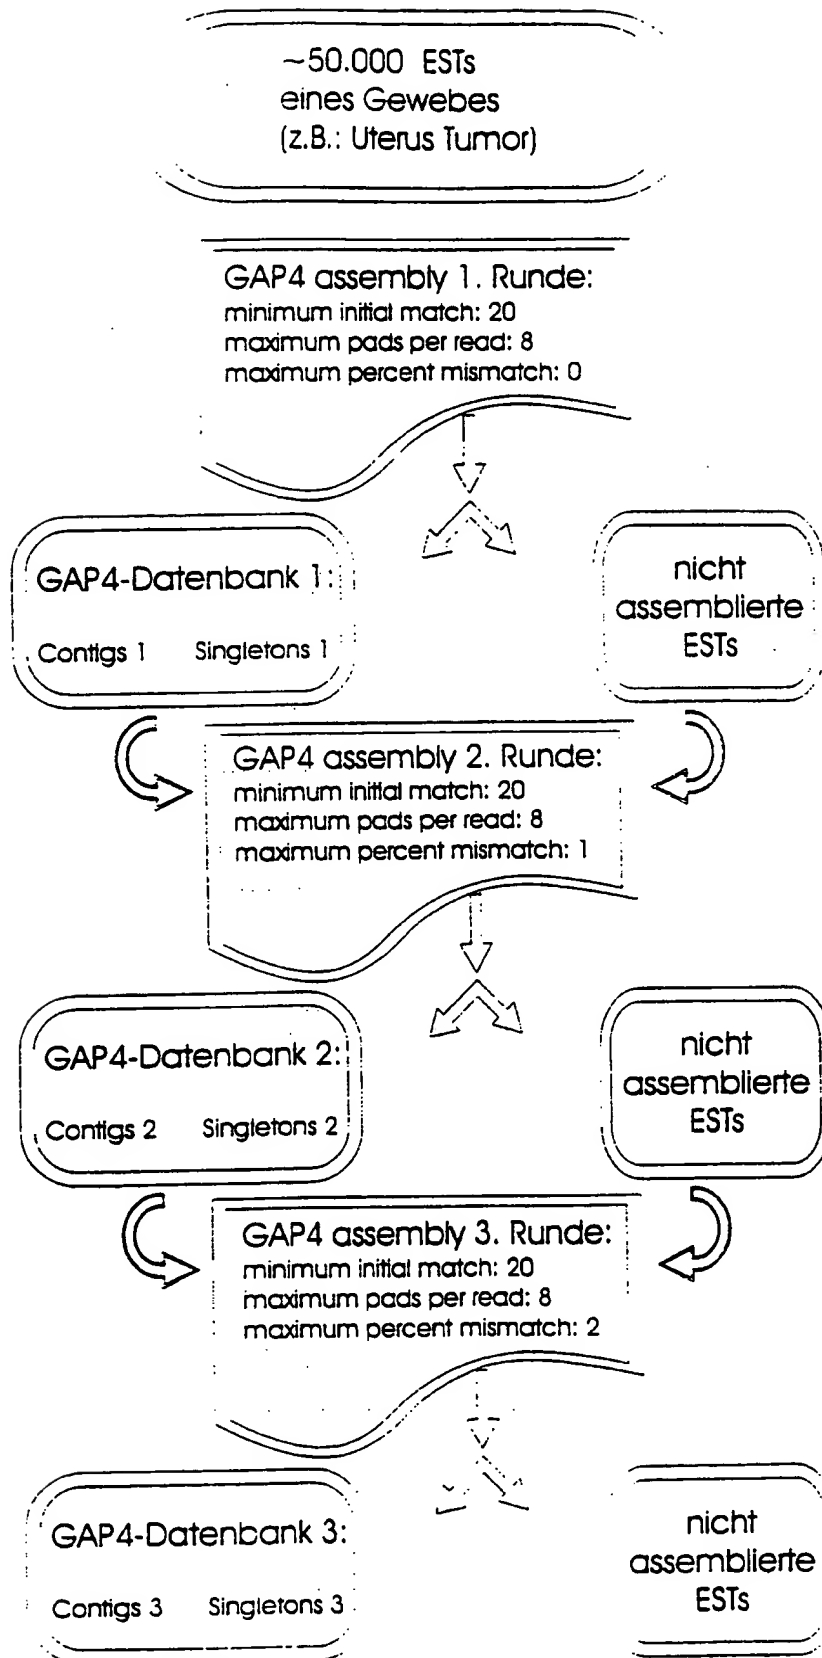 ~50.000 ESTs
eines Gewebes
(z.B.: Uterus Tumor)
GAP4 assembly 1. Runde:
minimum initial match: 20
maximum pads per read: 8
maximum percent mismatch: 0
GAP4-Datenbank 1:
Contigs 1 Singletons 1
nicht
assemblierte
ESTs
GAP4 assembly 2. Runde:
minimum initial match: 20
maximum pads per read: 8
maximum percent mismatch: 1
GAP4-Datenbank 2:
Contigs 2 Singletons 2
nicht
assemblierte
ESTs
GAP4 assembly 3. Runde:
minimum initial match: 20
maximum pads per read: 8
maximum percent mismatch: 2
GAP4-Datenbank 3:
Contigs 3 Singletons 3
nicht
assemblierte
ESTs